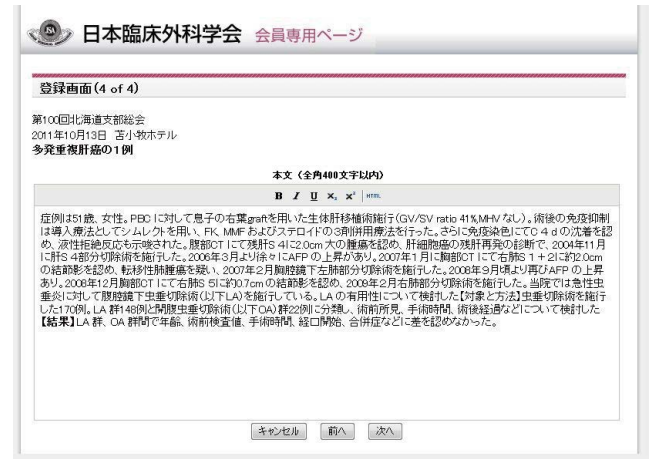 日本臨床外科学会 会員専用ページ
登録画面(4 of 4)
第100回北海道支部総会
2011年10月13日 苫小牧ホテル
多発重複肝癌の1例
本文（全角400文字以内）
B I U ×₂ ×² HTML
症例は51歳、女性。PBC に対して息子の右葉graftを用いた生体肝移植術施行(GV/SV ratio 41%,MHV なし)。術後の免疫抑制
は導入療法としてシムレクトを用い、FK, MMF およびステロイドの3剤併用療法を行った。さらに免疫染色にてC 4 d の沈着を認
め、液性拒絶反応も示唆された。腹部CT にて残肝S 4に2.0cm 大の腫瘍を認め、肝細胞癌の残肝再発の診断で、2004年11月
に肝S 4部分切除術を施行した。2006年3月より徐々にAFP の上昇があり。2007年1月に胸部CT にて右肺S 1＋2に約2.0cm
の結節影を認め、転移性肺腫瘍を疑い、2007年2月胸腔鏡下左肺部分切除術を施行した。2008年9月頃より再びAFP の上昇
あり。2008年12月胸部CT にて右肺S 5に約0.7cm の結節影を認め、2009年2月右肺部分切除術を施行した。当院では急性虫
垂炎に対して腹腔鏡下虫垂切除術(以下LA)を施行している。LA の有用性について検討した【対象と方法】虫垂切除術を施行
した170例。LA 群148例と開腹虫垂切除術(以下OA)群22例に分類し、術前所見、手術時間、術後経過などについて検討した
【結果】LA 群、OA 群間で年齢、術前検査値、手術時間、経口開始、合併症などに差を認めなかった。
キャンセル 前へ 次へ